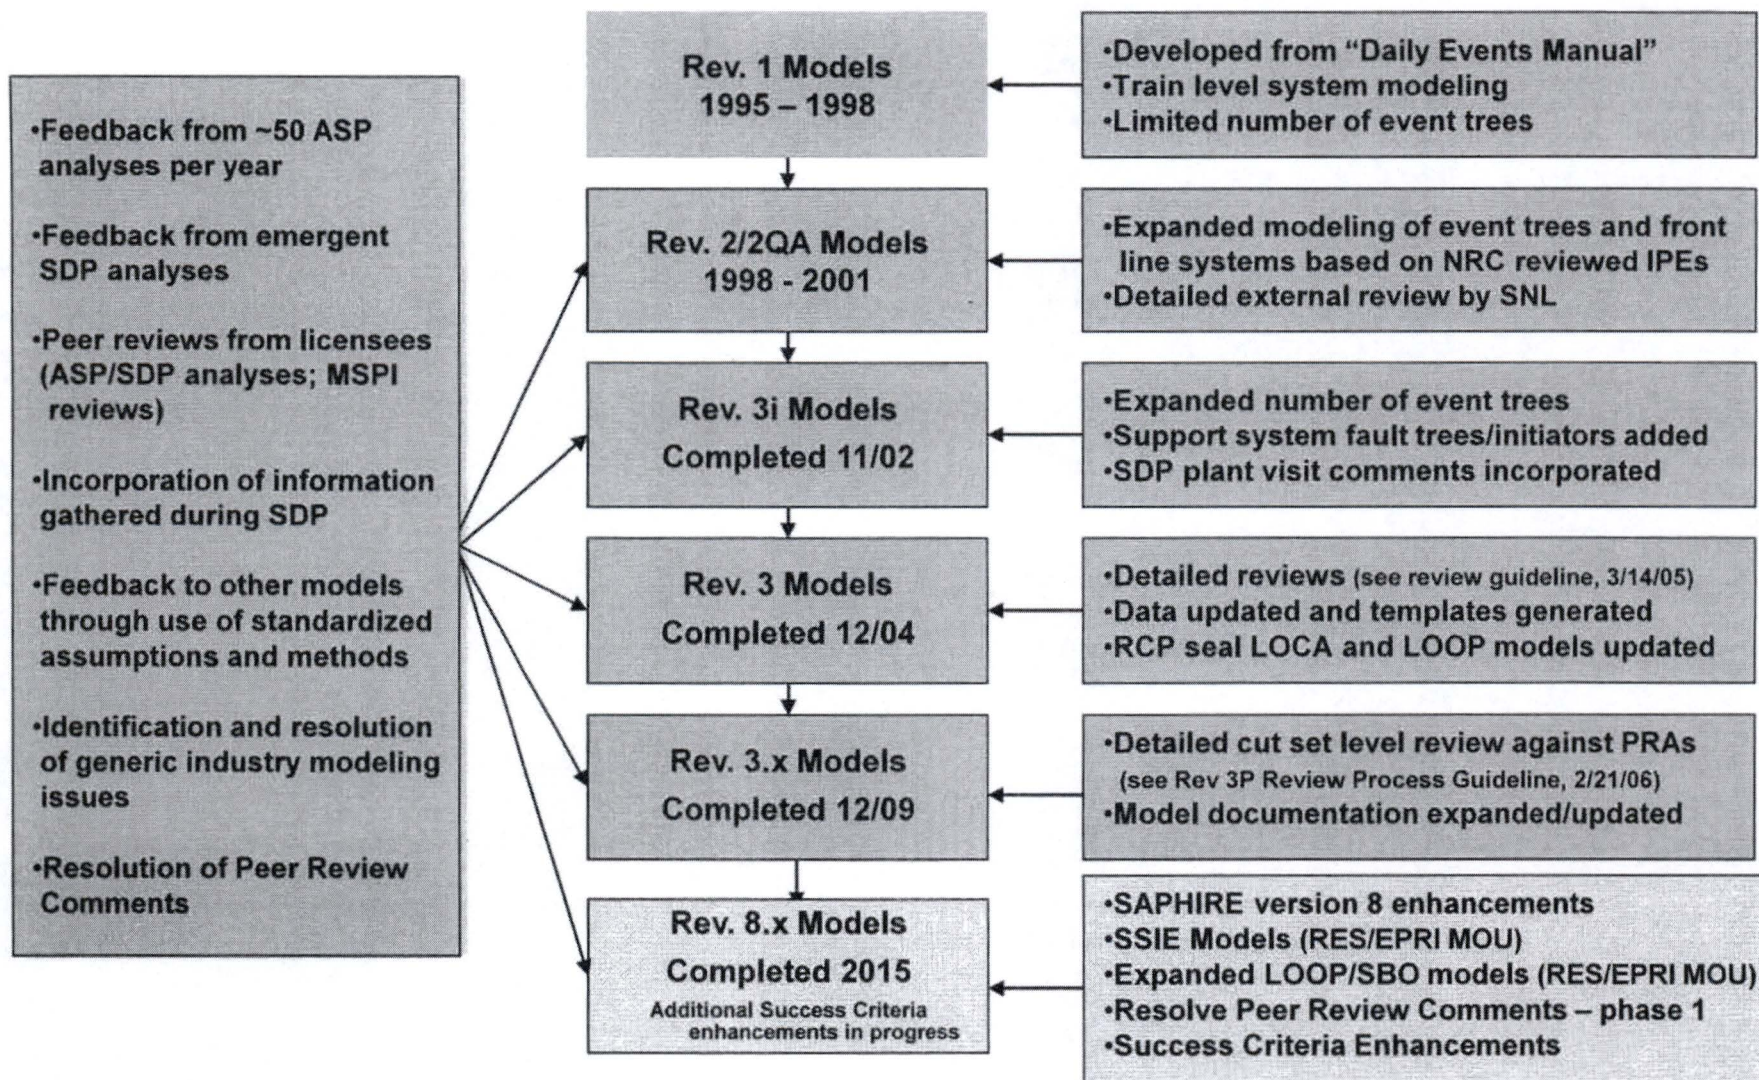 •Feedback from ~50 ASP
analyses per year
•Feedback from emergent
SDP analyses
•Peer reviews from licensees
(ASP/SDP analyses; MSPI
reviews)
•Incorporation of information
gathered during SDP
•Feedback to other models
through use of standardized
assumptions and methods
•Identification and resolution
of generic industry modeling
issues
•Resolution of Peer Review
Comments
Rev. 1 Models
1995 – 1998
•Developed from “Daily Events Manual”
•Train level system modeling
•Limited number of event trees
Rev. 2/2QA Models
1998 - 2001
•Expanded modeling of event trees and front
line systems based on NRC reviewed IPEs
•Detailed external review by SNL
Rev. 3i Models
Completed 11/02
•Expanded number of event trees
•Support system fault trees/initiators added
•SDP plant visit comments incorporated
Rev. 3 Models
Completed 12/04
•Detailed reviews (see review guideline, 3/14/05)
•Data updated and templates generated
•RCP seal LOCA and LOOP models updated
Rev. 3.x Models
Completed 12/09
•Detailed cut set level review against PRAs
(see Rev 3P Review Process Guideline, 2/21/06)
•Model documentation expanded/updated
Rev. 8.x Models
Completed 2015
Additional Success Criteria
enhancements in progress
•SAPHIRE version 8 enhancements
•SSIE Models (RES/EPRI MOU)
•Expanded LOOP/SBO models (RES/EPRI MOU)
•Resolve Peer Review Comments – phase 1
•Success Criteria Enhancements